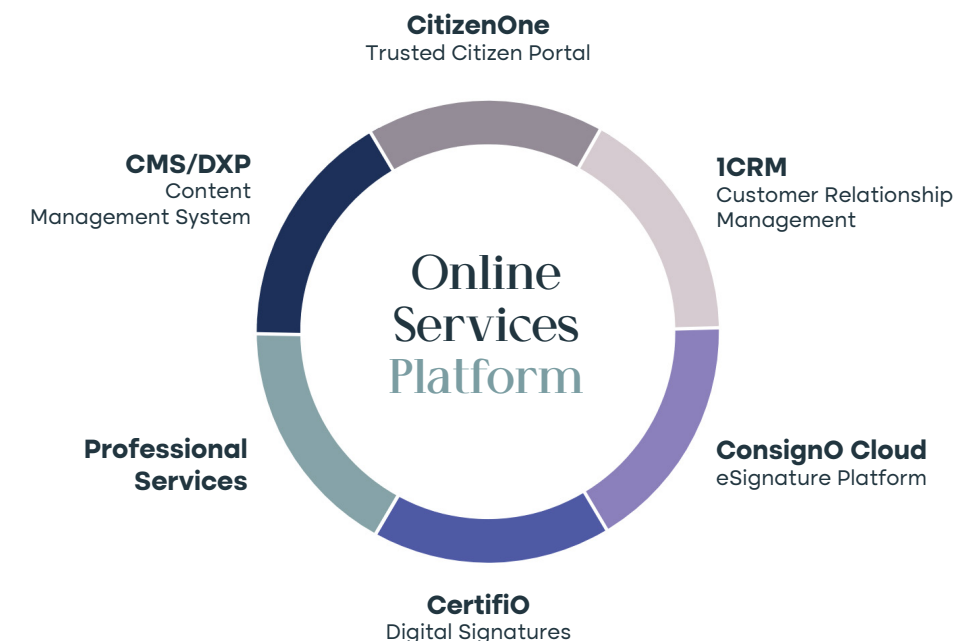 CitizenOne
Trusted Citizen Portal
CMS/DXP
Content
Management System
1CRM
Customer Relationship
Management
Online
Services
Platform
Professional
Services
ConsignO Cloud
eSignature Platform
CertifiO
Digital Signatures